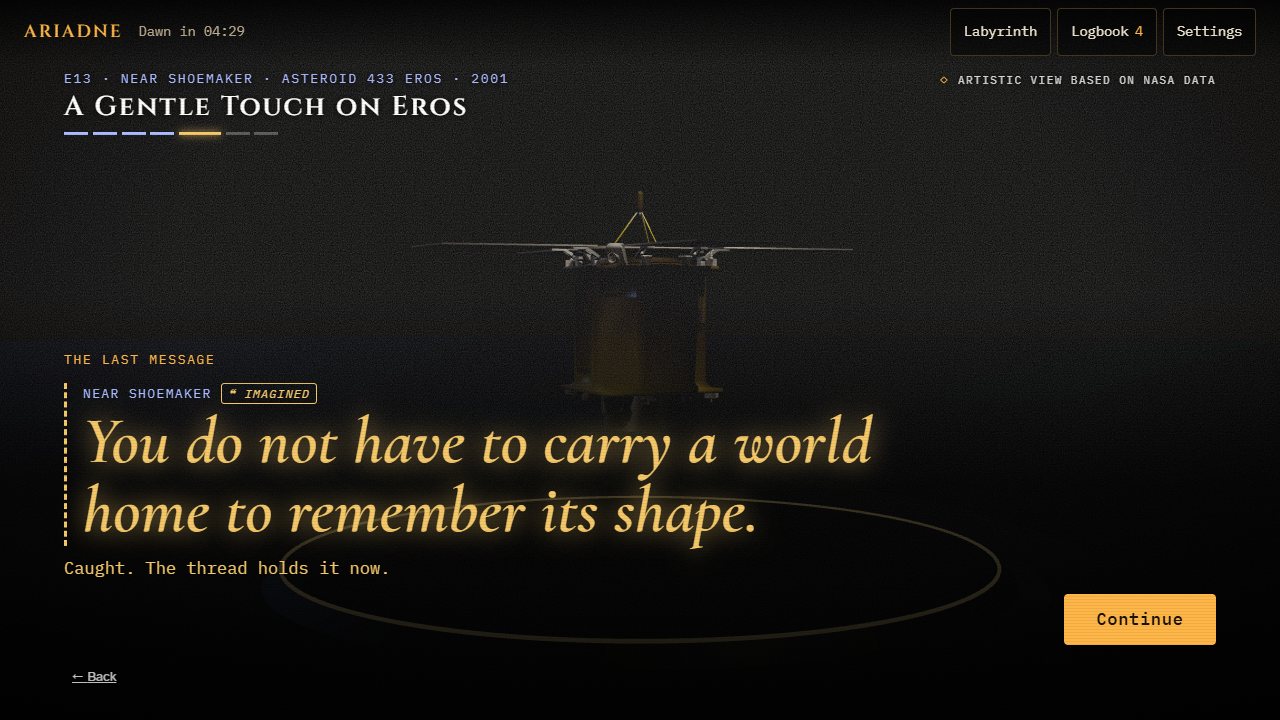 ARIADNE Dawn in 04:29 Labyrinth Logbook 4 Settings
E13 · NEAR SHOEMAKER · ASTEROID 433 EROS · 2001
◇ ARTISTIC VIEW BASED ON NASA DATA
A Gentle Touch on Eros
THE LAST MESSAGE
NEAR SHOEMAKER ❝ IMAGINED
You do not have to carry a world
home to remember its shape.
Caught. The thread holds it now.
Continue
← Back